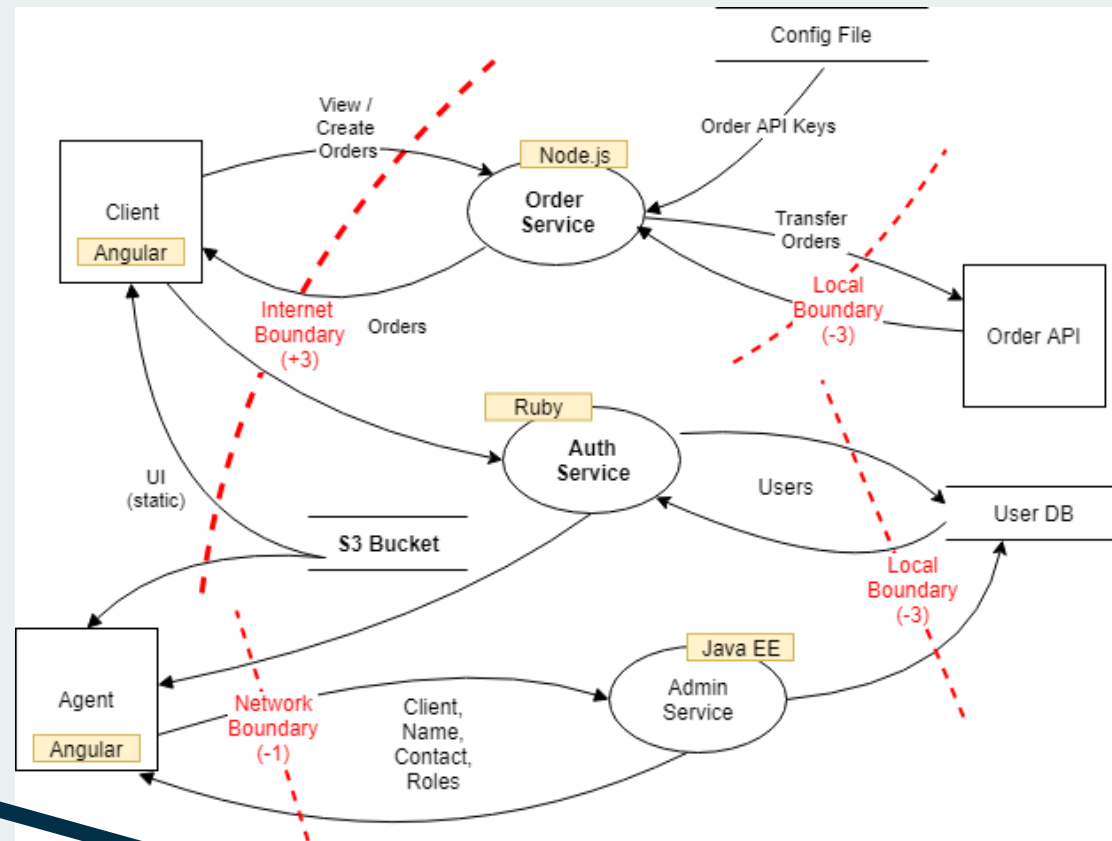 Config File
View /
Create
Orders
Order API Keys
Node.js
Order
Service
Client
Angular
Transfer
Orders
Internet
Boundary
(+3)
Orders
Local
Boundary
(-3)
Order API
Ruby
Auth
Service
UI
(static)
Users
User DB
S3 Bucket
Local
Boundary
(-3)
Java EE
Admin
Service
Agent
Angular
Network
Boundary
(-1)
Client,
Name,
Contact,
Roles